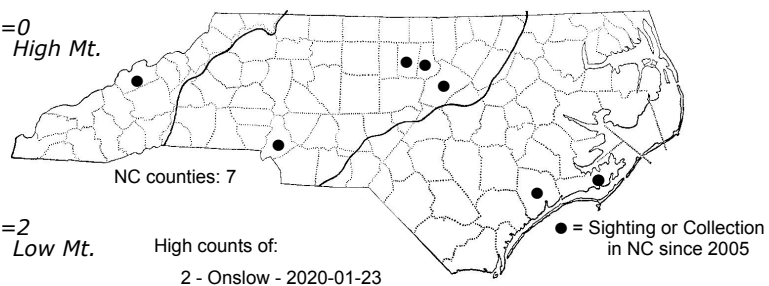 =0
High Mt.
NC counties: 7
=2
Low Mt.
● = Sighting or Collection
in NC since 2005
High counts of:
2 - Onslow - 2020-01-23